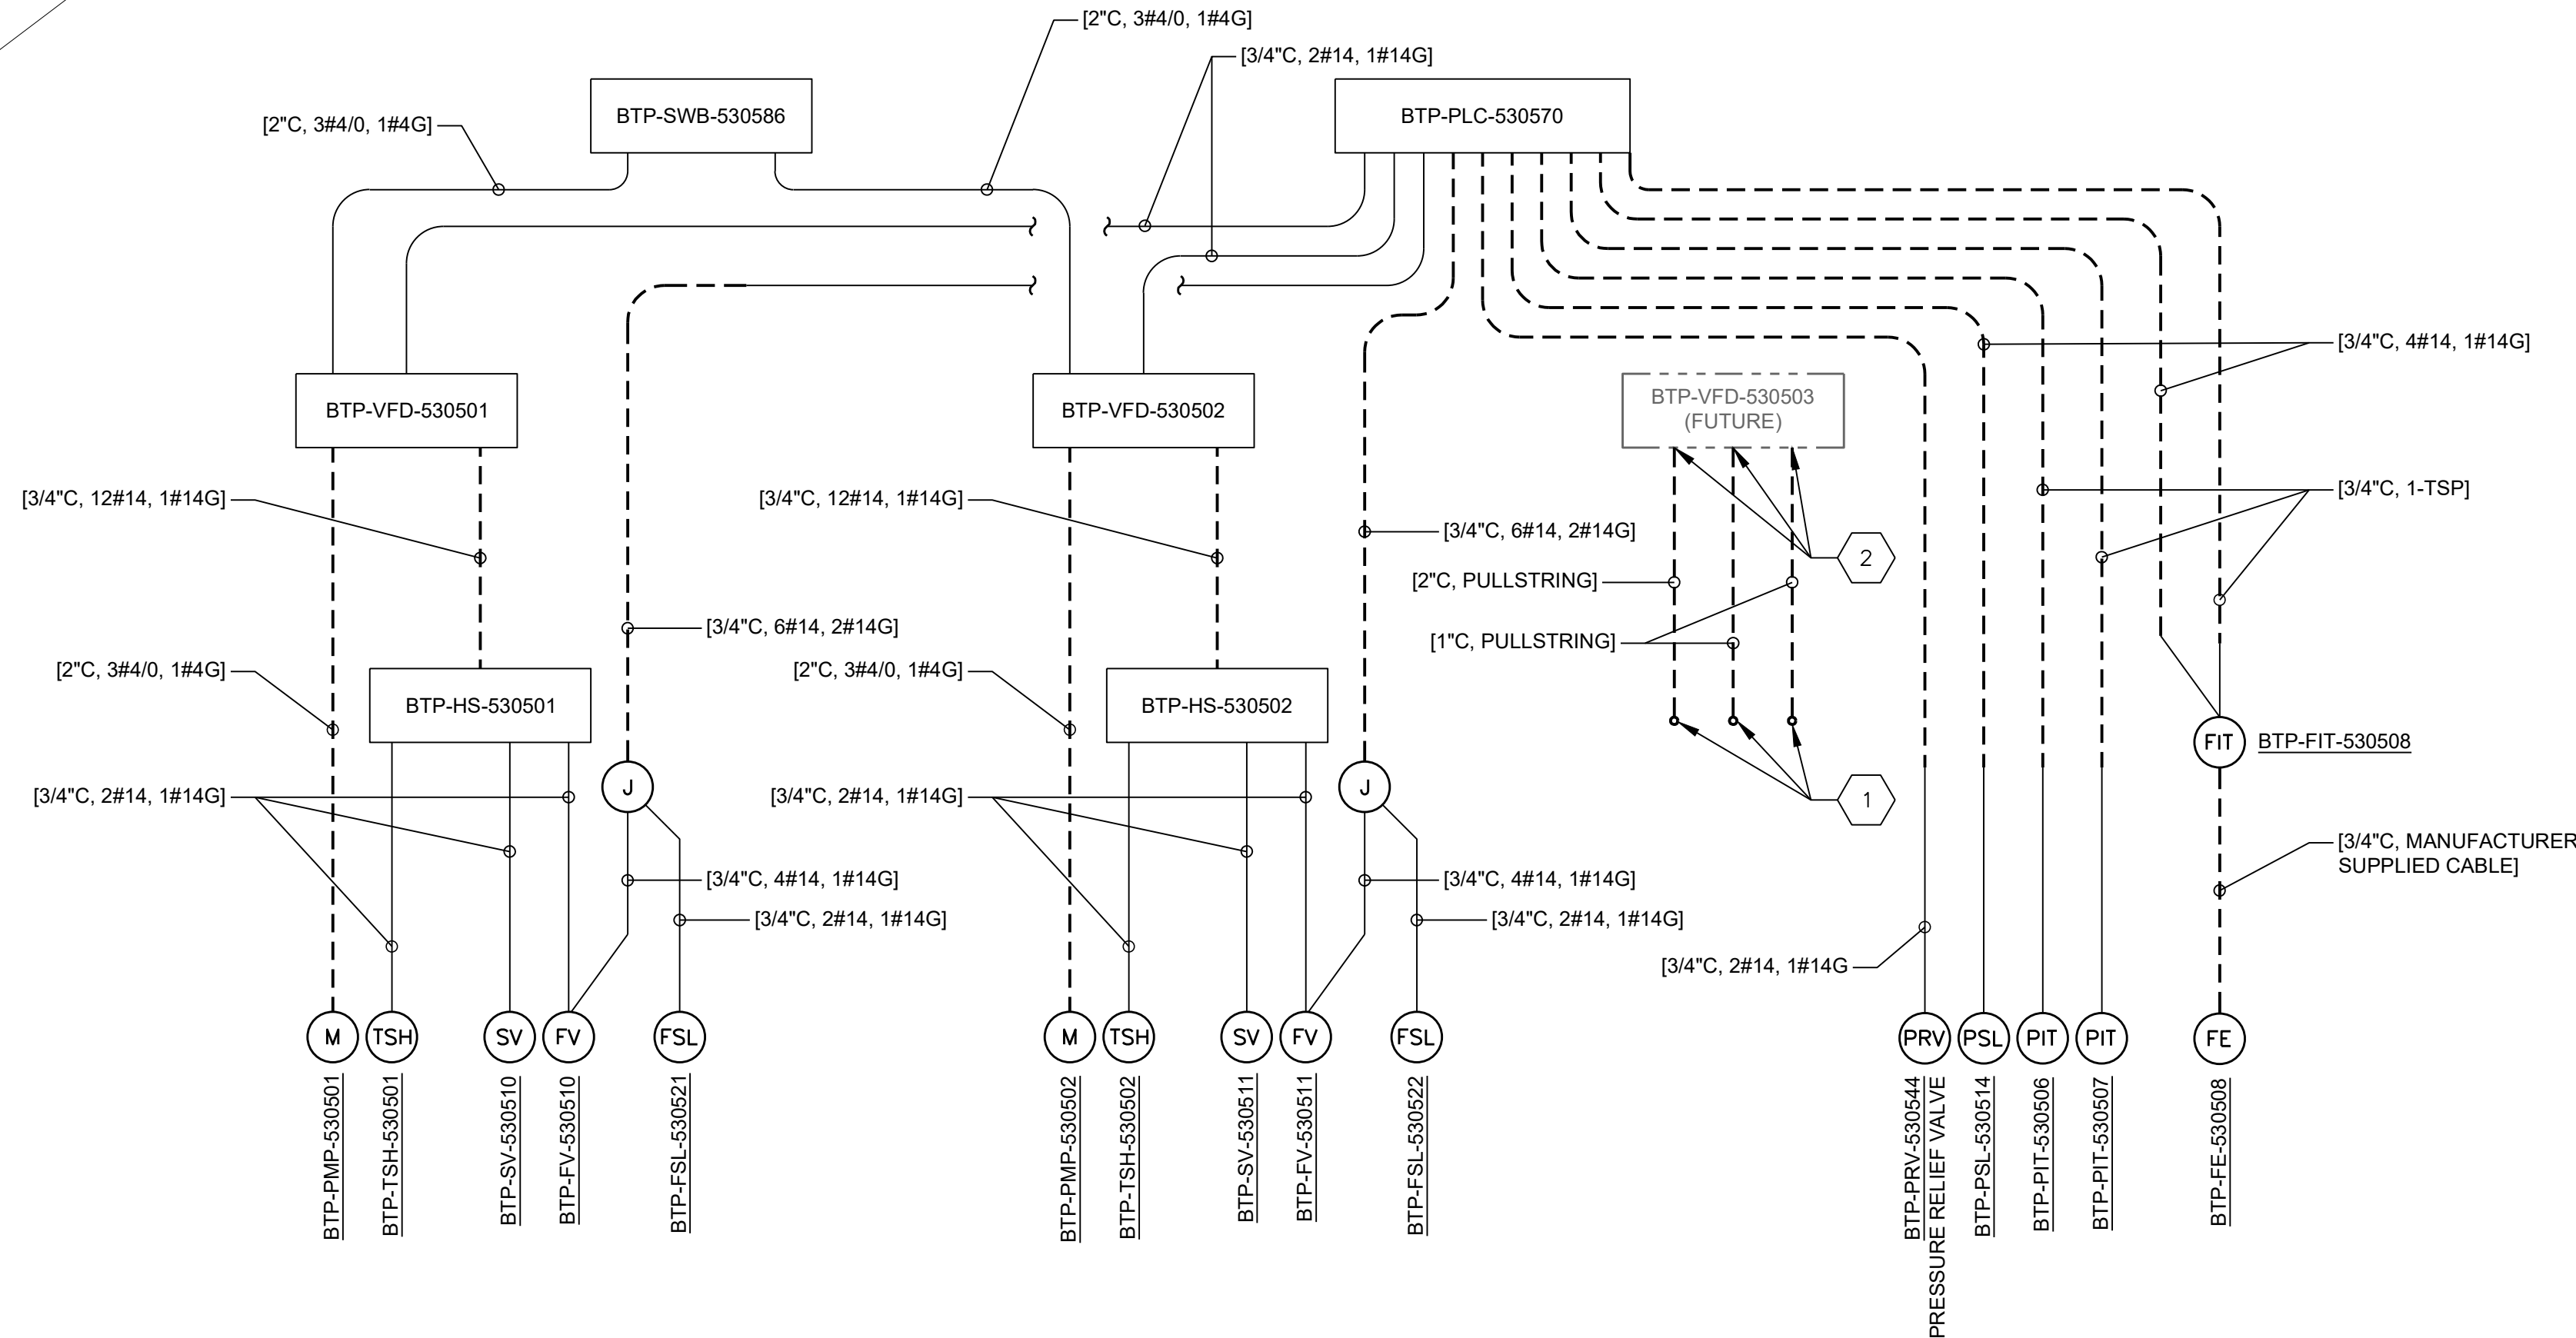 [2"C, 3#4/0, 1#4G]
[3/4"C, 2#14, 1#14G]
BTP-SWB-530586
BTP-PLC-530570
[2"C, 3#4/0, 1#4G]
[3/4"C, 4#14, 1#14G]
BTP-VFD-530501
BTP-VFD-530502
BTP-VFD-530503
(FUTURE)
[3/4"C, 12#14, 1#14G]
[3/4"C, 12#14, 1#14G]
[3/4"C, 6#14, 2#14G]
2
[3/4"C, 1-TSP]
[2"C, PULLSTRING]
[3/4"C, 6#14, 2#14G]
[1"C, PULLSTRING]
[2"C, 3#4/0, 1#4G]
[2"C, 3#4/0, 1#4G]
BTP-HS-530501
BTP-HS-530502
FIT
BTP-FIT-530508
J
J
[3/4"C, 2#14, 1#14G]
[3/4"C, 2#14, 1#14G]
1
[3/4"C, MANUFACTURER
SUPPLIED CABLE]
[3/4"C, 4#14, 1#14G]
[3/4"C, 4#14, 1#14G]
[3/4"C, 2#14, 1#14G]
[3/4"C, 2#14, 1#14G]
[3/4"C, 2#14, 1#14G
M
TSH
SV
FV
FSL
M
TSH
SV
FV
FSL
PRV
PSL
PIT
PIT
FE
BTP-PMP-530501
BTP-TSH-530501
BTP-SV-530510
BTP-FV-530510
BTP-FSL-530521
BTP-PMP-530502
BTP-TSH-530502
BTP-SV-530511
BTP-FV-530511
BTP-FSL-530522
BTP-PRV-530544
PRESSURE RELIEF VALVE
BTP-PSL-530514
BTP-PIT-530506
BTP-PIT-530507
BTP-FE-530508